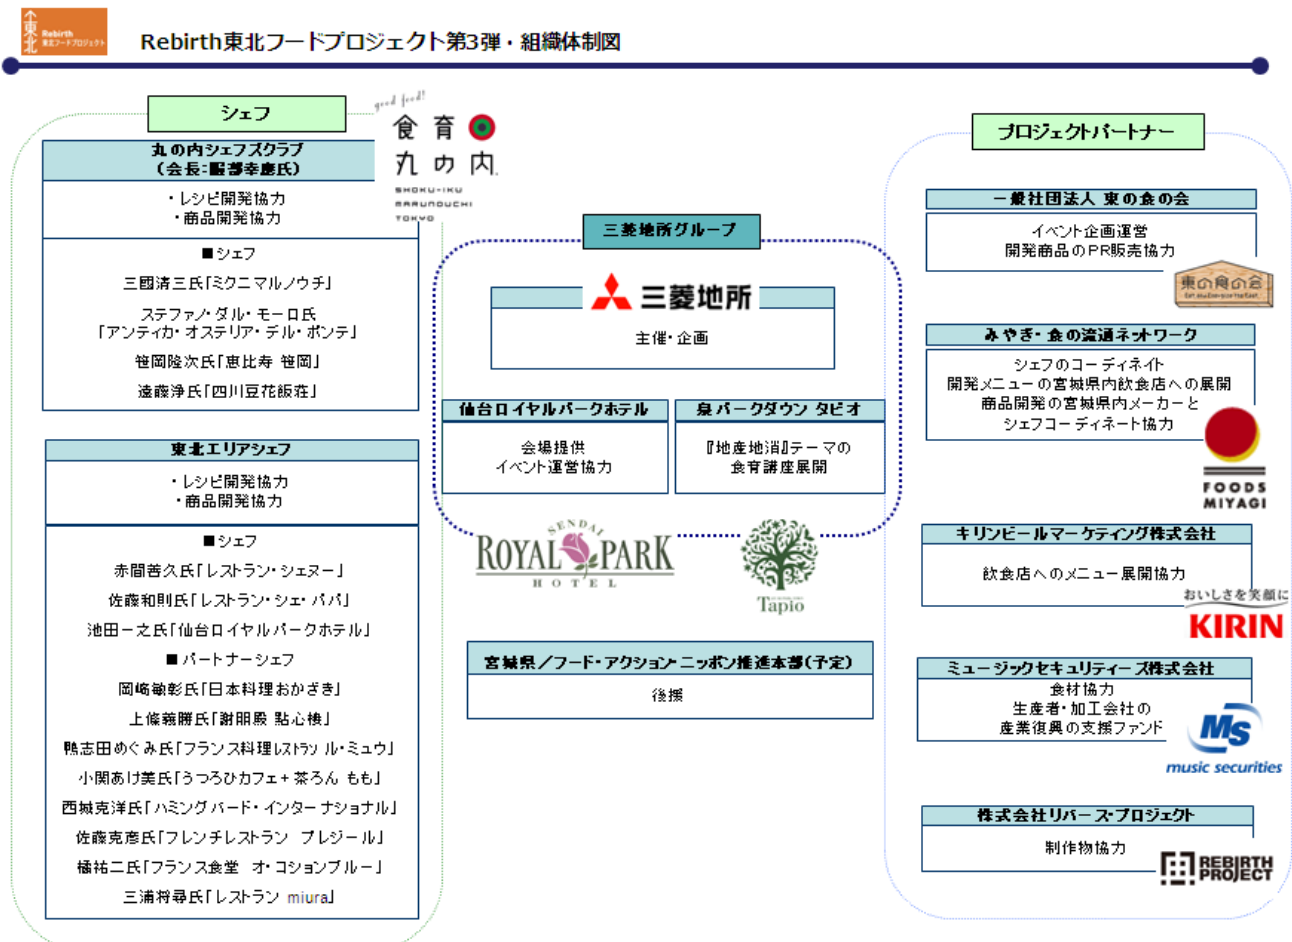 東北
Rebirth
東北フードプロジェクト
Rebirth東北フードプロジェクト第3弾・組織体制図
シェフ
丸の内シェフズクラブ
(会長:服部幸應氏)
・レシピ開発協力
・商品開発協力
■シェフ
三國清三氏「ミクニマルノウチ」
ステファノ・ダル・モーロ氏
「アンティカ・オステリア・デル・ポンテ」
笹岡隆次氏「恵比寿 笹岡」
遠藤浄氏「四川豆花飯荘」
good food!
食育
丸の内
SHOKU-IKU
MARUNOUCHI
TOKYO
東北エリアシェフ
・レシピ開発協力
・商品開発協力
■シェフ
赤間善久氏「レストラン・シェヌー」
佐藤和則氏「レストラン・シェ・パパ」
池田一之氏「仙台ロイヤルパークホテル」
■パートナーシェフ
岡崎敏彰氏「日本料理おかざき」
上條義勝氏「謝朋殿 點心樓」
鴨志田めぐみ氏「フランス料理レストラン ル・ミュウ」
小関あけ美氏「うつろひカフェ+茶ろん もも」
西城克洋氏「ハミングバード・インターナショナル」
佐藤克彦氏「フレンチレストラン プレジール」
橘祐二氏「フランス食堂 オ・コションブルー」
三浦将尋氏「レストラン miura」
三菱地所グループ
三菱地所
主催・企画
仙台ロイヤルパークホテル
会場提供
イベント運営協力
泉パークタウン タピオ
『地産地消』テーマの
食育講座展開
SENDAI
ROYAL PARK
HOTEL
Tapio
宮城県/フード・アクション・ニッポン推進本部(予定)
後援
プロジェクトパートナー
一般社団法人 東の食の会
イベント企画運営
開発商品のPR販売協力
東の食の会
Eat and Energize the East
みやぎ・食の流通ネットワーク
シェフのコーディネイト
開発メニューの宮城県内飲食店への展開
商品開発の宮城県内メーカーと
シェフコーディネート協力
FOODS
MIYAGI
キリンビールマーケティング株式会社
飲食店へのメニュー展開協力
おいしさを笑顔に
KIRIN
ミュージックセキュリティーズ株式会社
食材協力
生産者・加工会社の
産業復興の支援ファンド
MS
music securities
株式会社リバース・プロジェクト
制作物協力
REBIRTH
PROJECT